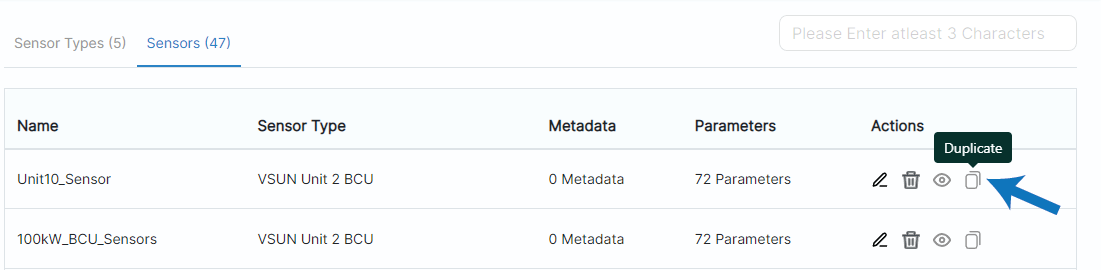 Sensor Types (5) Sensors (47) Please Enter atleast 3 Characters
Name Sensor Type Metadata Parameters Actions
Duplicate
Unit10_Sensor VSUN Unit 2 BCU 0 Metadata 72 Parameters
100kW_BCU_Sensors VSUN Unit 2 BCU 0 Metadata 72 Parameters